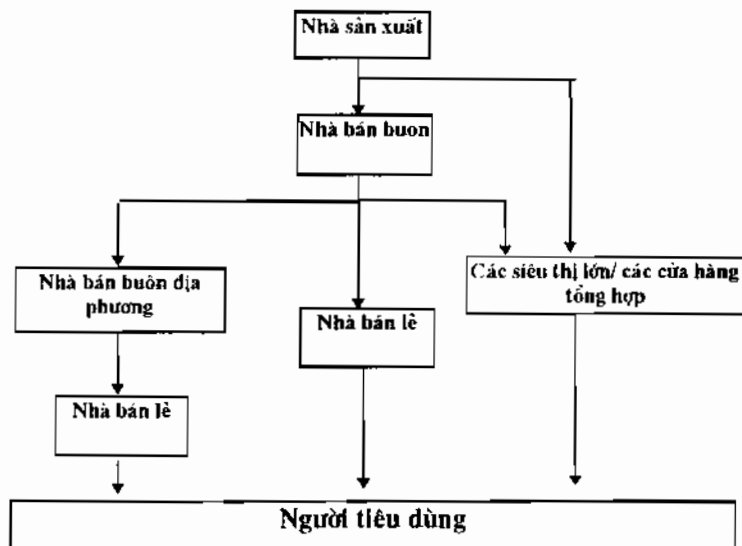 Nhà sản xuất
Nhà bán buon
Nhà bán buôn địa
phương
Các siêu thị lớn/ các cửa hàng
tổng hợp
Nhà bán lẻ
Nhà bán lẻ
Người tiêu dùng